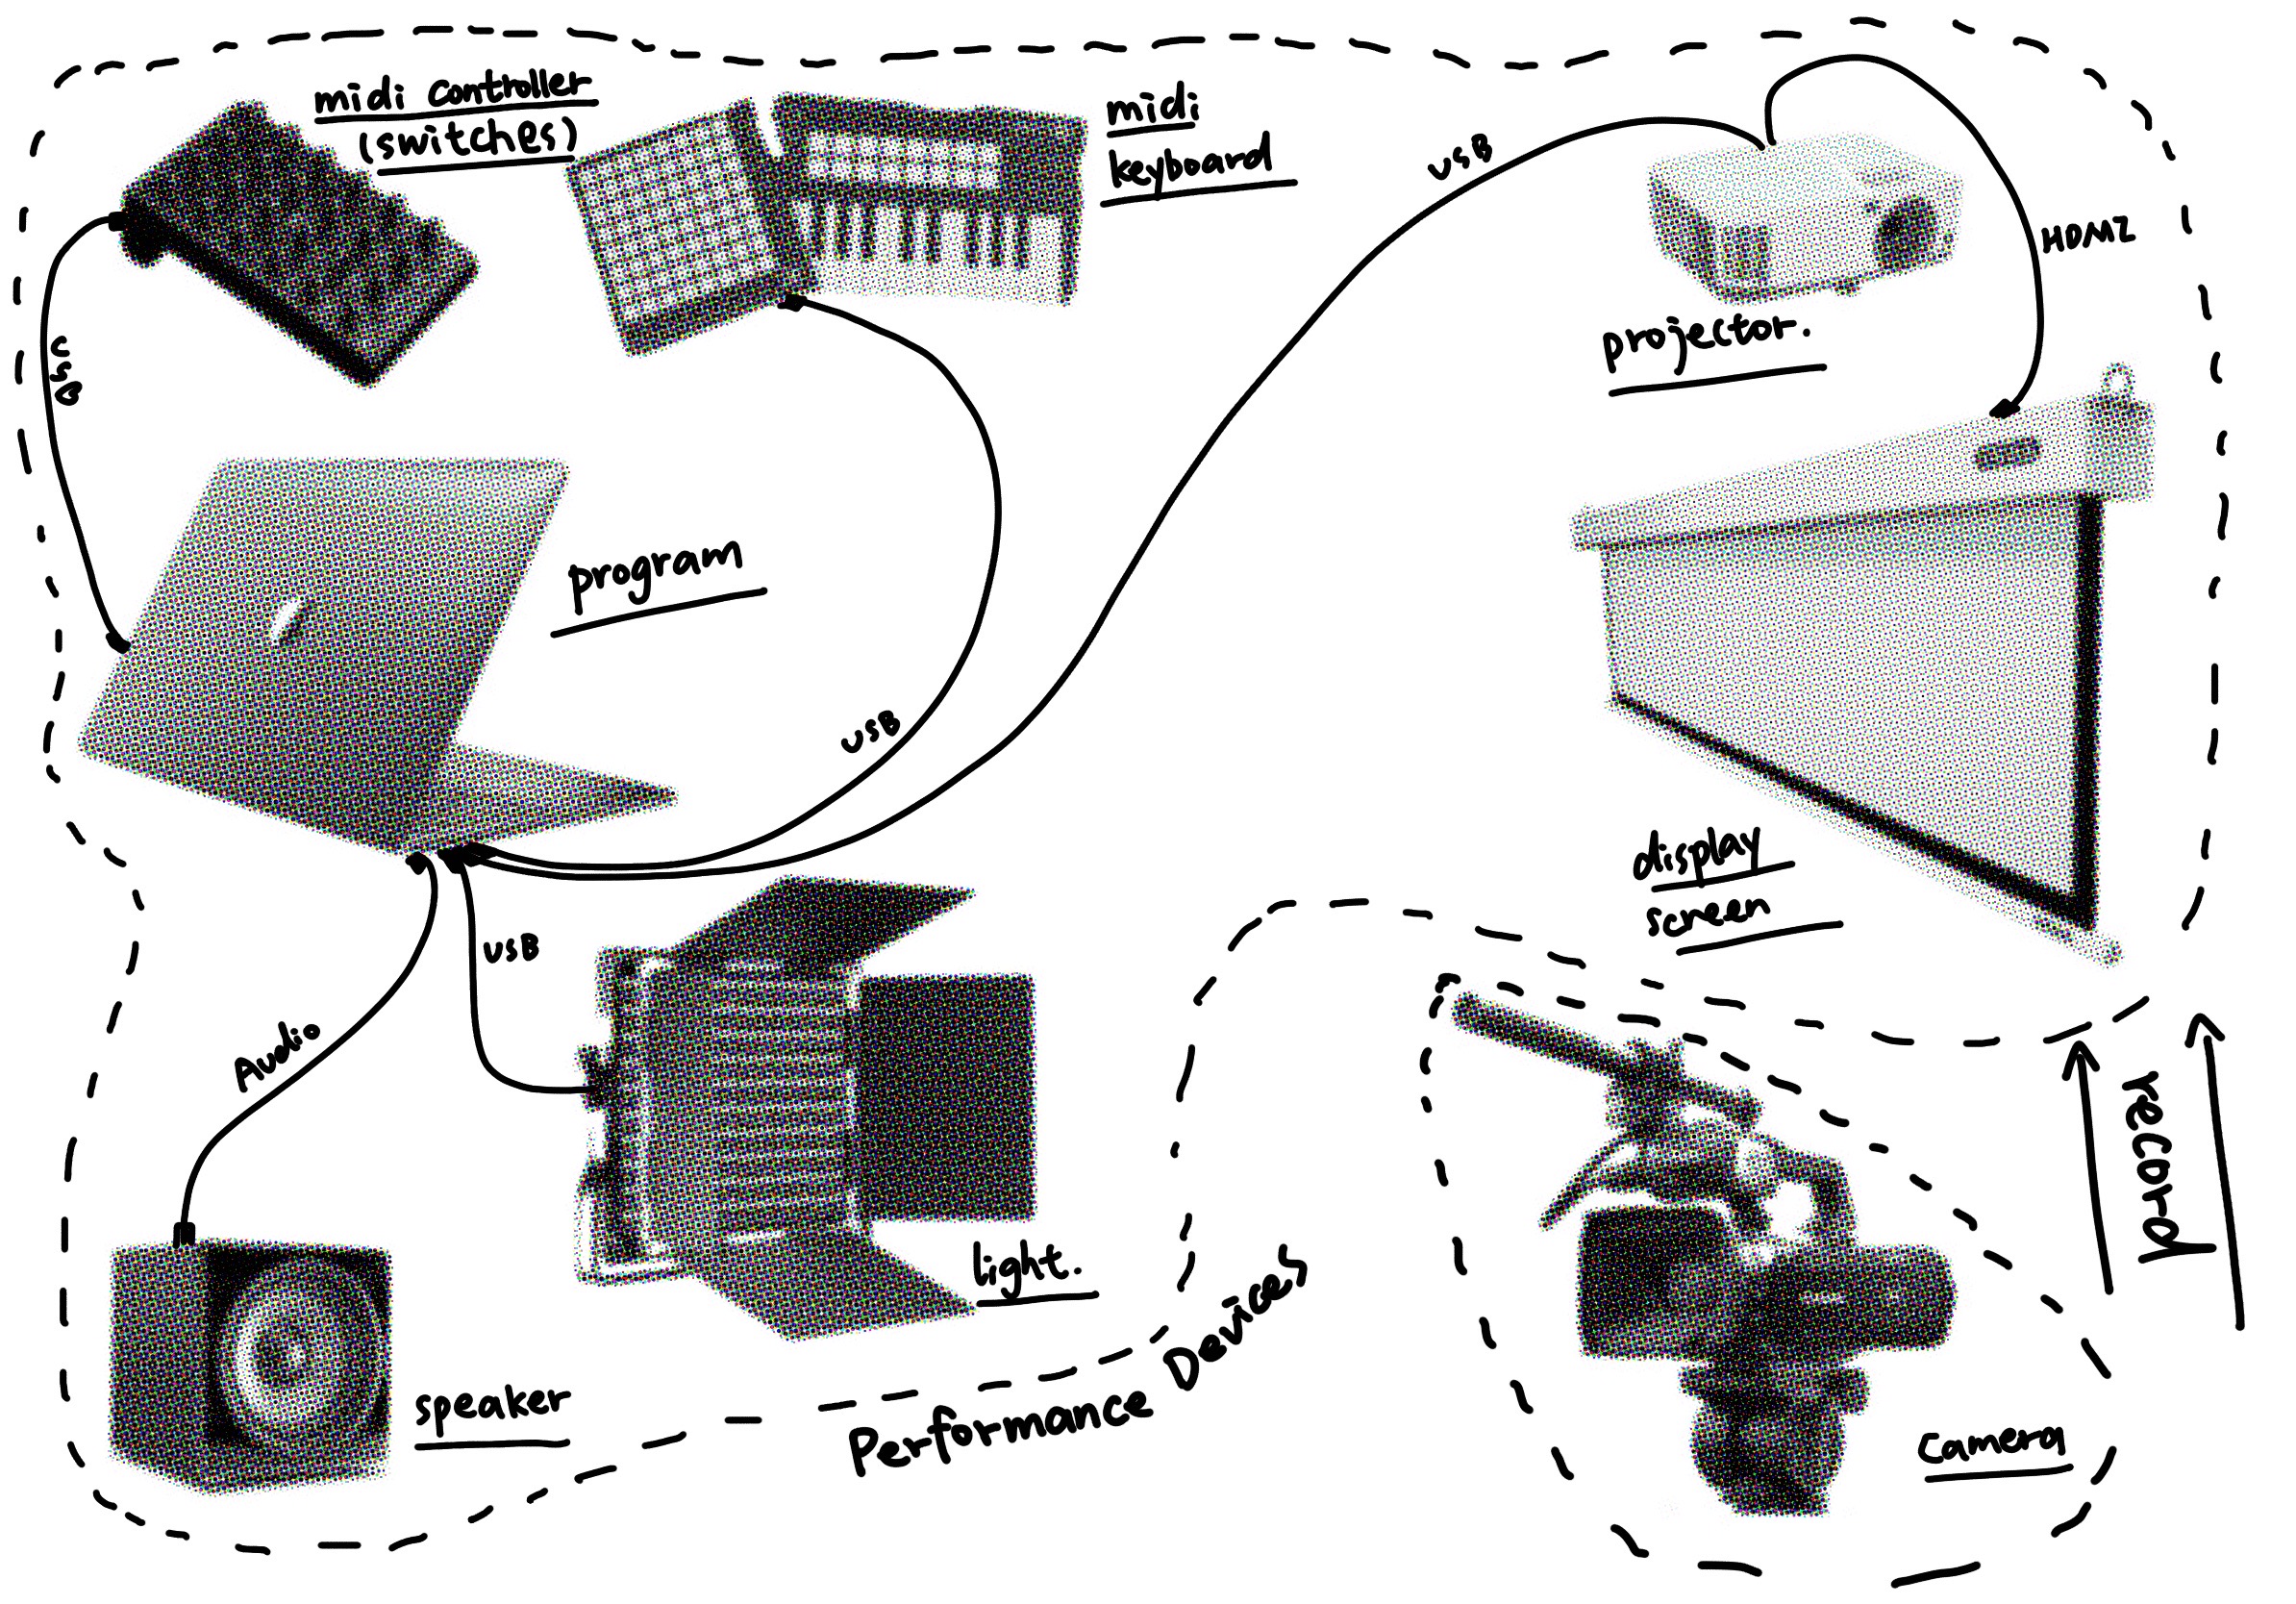 midi controller
(switches)
midi
keyboard
USB
HDMI
projector.
USB
program
USB
display
screen
USB
Audio
light.
record
speaker
Performance Devices
camera